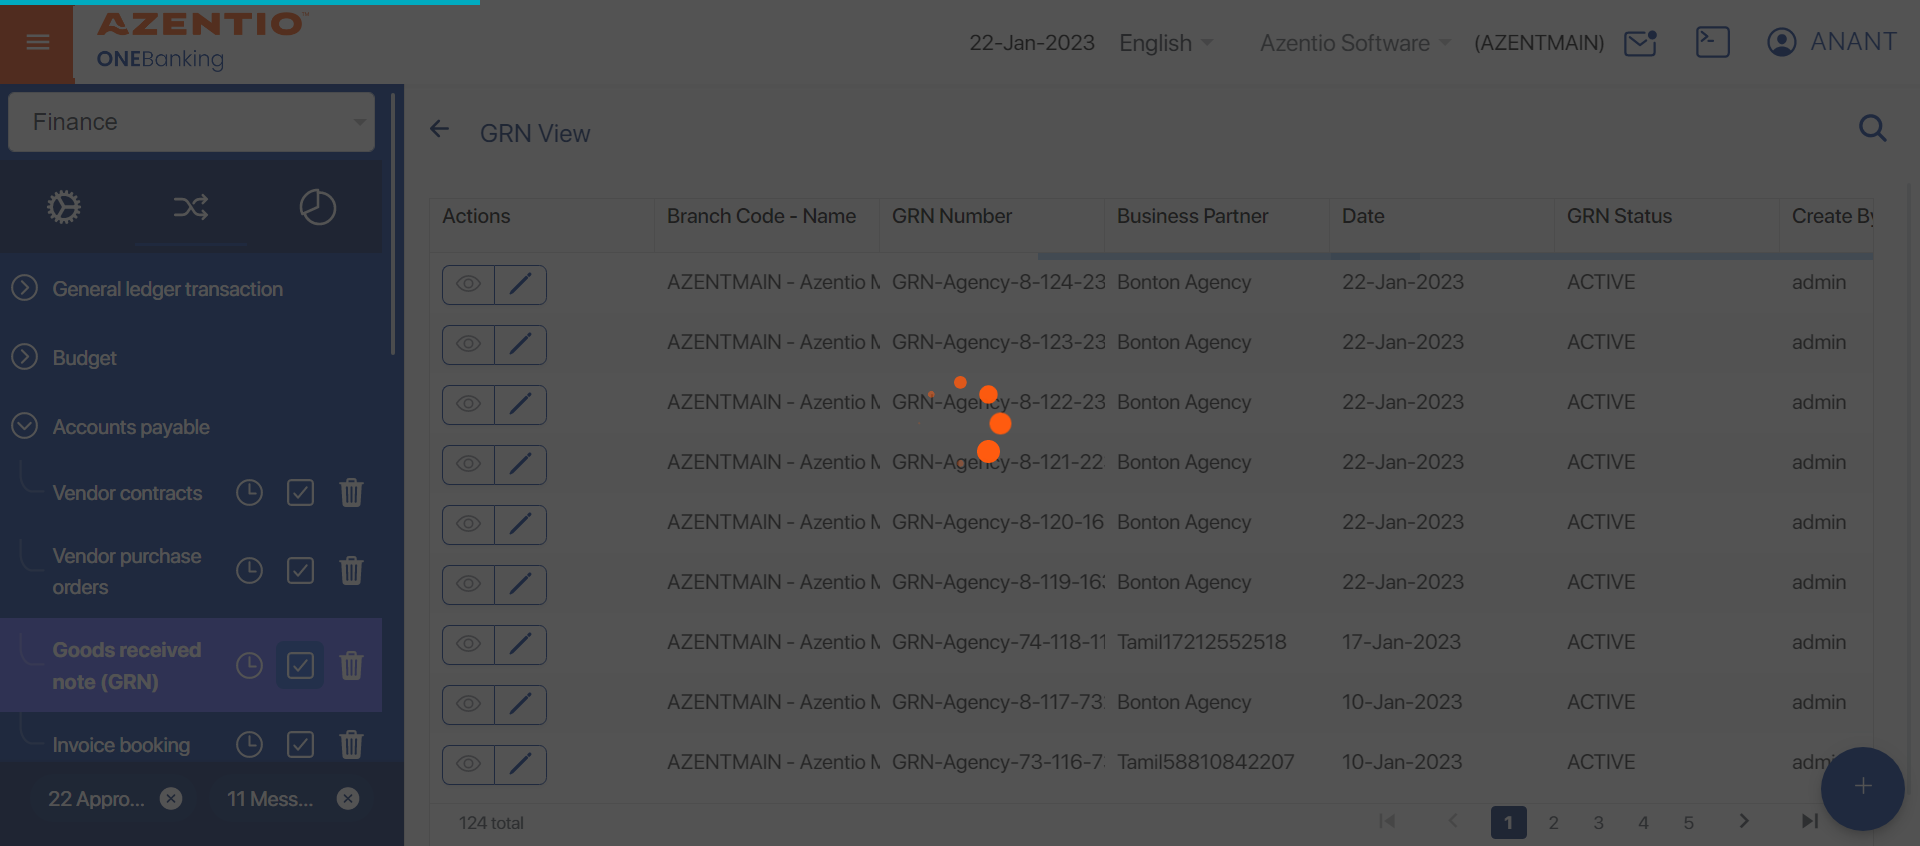 AZENTIO™
ONEBanking
22-Jan-2023 English Azentio Software (AZENTMAIN) ANANT
Finance
General ledger transaction
Budget
Accounts payable
Vendor contracts
Vendor purchase
orders
Goods received
note (GRN)
Invoice booking
22 Appro...
11 Mess...
GRN View
Actions Branch Code - Name GRN Number Business Partner Date GRN Status Create By
AZENTMAIN - Azentio M GRN-Agency-8-124-23 Bonton Agency 22-Jan-2023 ACTIVE admin
AZENTMAIN - Azentio M GRN-Agency-8-123-23 Bonton Agency 22-Jan-2023 ACTIVE admin
AZENTMAIN - Azentio M GRN-Agency-8-122-23 Bonton Agency 22-Jan-2023 ACTIVE admin
AZENTMAIN - Azentio M GRN-Agency-8-121-22 Bonton Agency 22-Jan-2023 ACTIVE admin
AZENTMAIN - Azentio M GRN-Agency-8-120-16 Bonton Agency 22-Jan-2023 ACTIVE admin
AZENTMAIN - Azentio M GRN-Agency-8-119-16 Bonton Agency 22-Jan-2023 ACTIVE admin
AZENTMAIN - Azentio M GRN-Agency-74-118-11 Tamil17212552518 17-Jan-2023 ACTIVE admin
AZENTMAIN - Azentio M GRN-Agency-8-117-73 Bonton Agency 10-Jan-2023 ACTIVE admin
AZENTMAIN - Azentio M GRN-Agency-73-116-7 Tamil58810842207 10-Jan-2023 ACTIVE adm
124 total 1 2 3 4 5